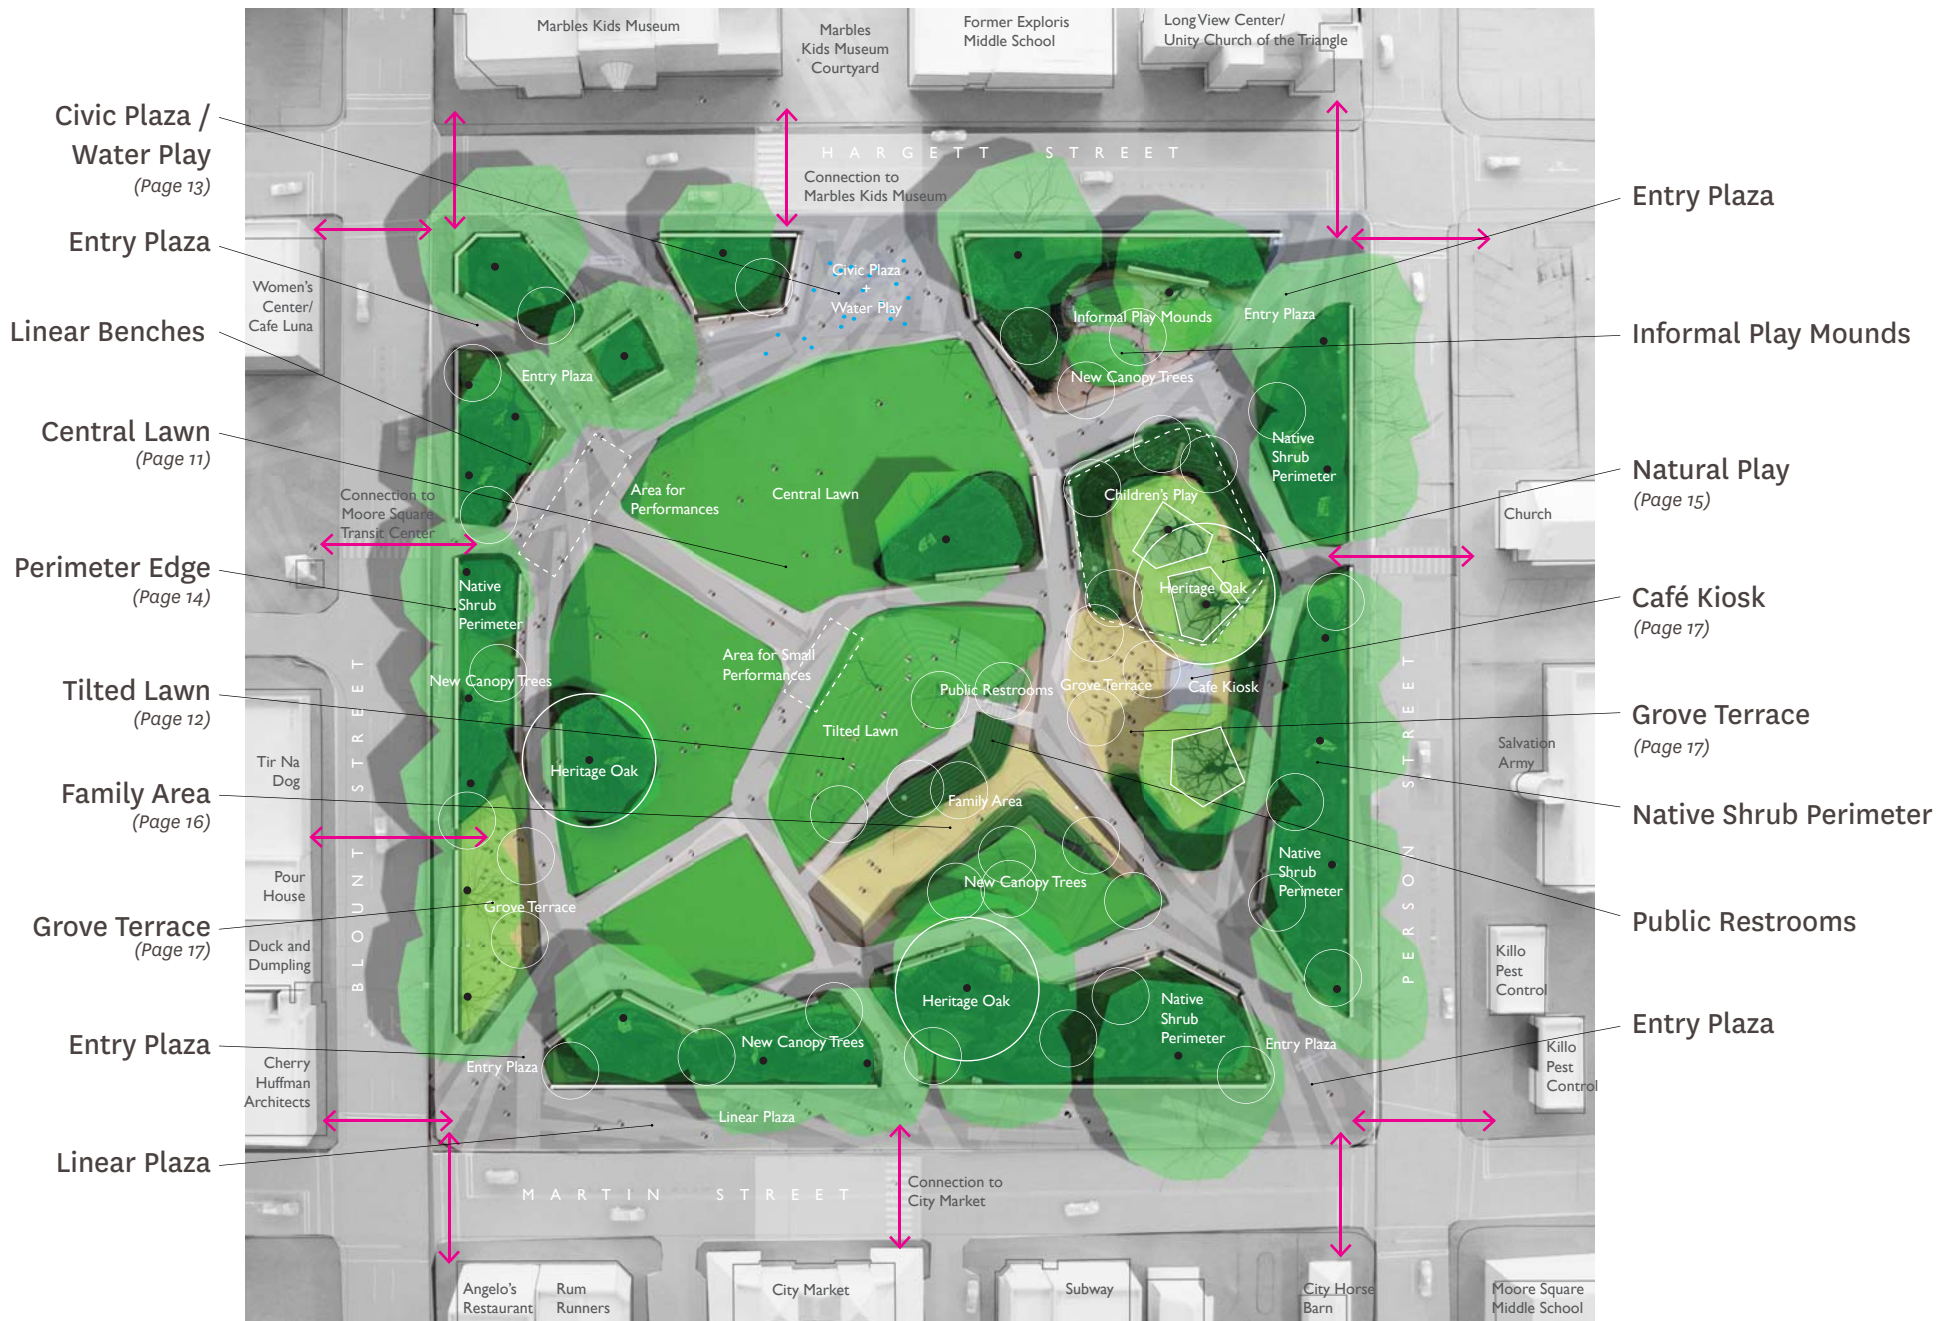 Civic Plaza /
Water Play
(Page 13)
Entry Plaza
Linear Benches
Central Lawn
(Page 11)
Perimeter Edge
(Page 14)
Tilted Lawn
(Page 12)
Family Area
(Page 16)
Grove Terrace
(Page 17)
Entry Plaza
Linear Plaza
Marbles Kids Museum
Marbles
Kids Museum
Courtyard
Former Exploris
Middle School
Long View Center/
Unity Church of the Triangle
HARGETT STREET
Connection to
Marbles Kids Museum
Women's
Center/
Cafe Luna
Civic Plaza
+
Water Play
Informal Play Mounds
Entry Plaza
New Canopy Trees
Entry Plaza
Native
Shrub
Perimeter
Connection to
Moore Square
Transit Center
Area for
Performances
Central Lawn
Children's Play
Church
Heritage Oak
Native
Shrub
Perimeter
New Canopy Trees
Area for Small
Performances
Public Restrooms
Grove Terrace
Cafe Kiosk
Tilted Lawn
Heritage Oak
BLOUNT STREET
PERSON STREET
Tir Na
Dog
Salvation
Army
Family Area
Pour
House
New Canopy Trees
Native
Shrub
Perimeter
Grove Terrace
Duck and
Dumpling
Killo
Pest
Control
Heritage Oak
Native
Shrub
Perimeter
New Canopy Trees
Entry Plaza
Entry Plaza
Killo
Pest
Control
Cherry
Huffman
Architects
Linear Plaza
MARTIN STREET
Connection to
City Market
Angelo's
Restaurant
Rum
Runners
City Market
Subway
City Horse
Barn
Moore Square
Middle School
Entry Plaza
Informal Play Mounds
Natural Play
(Page 15)
Café Kiosk
(Page 17)
Grove Terrace
(Page 17)
Native Shrub Perimeter
Public Restrooms
Entry Plaza